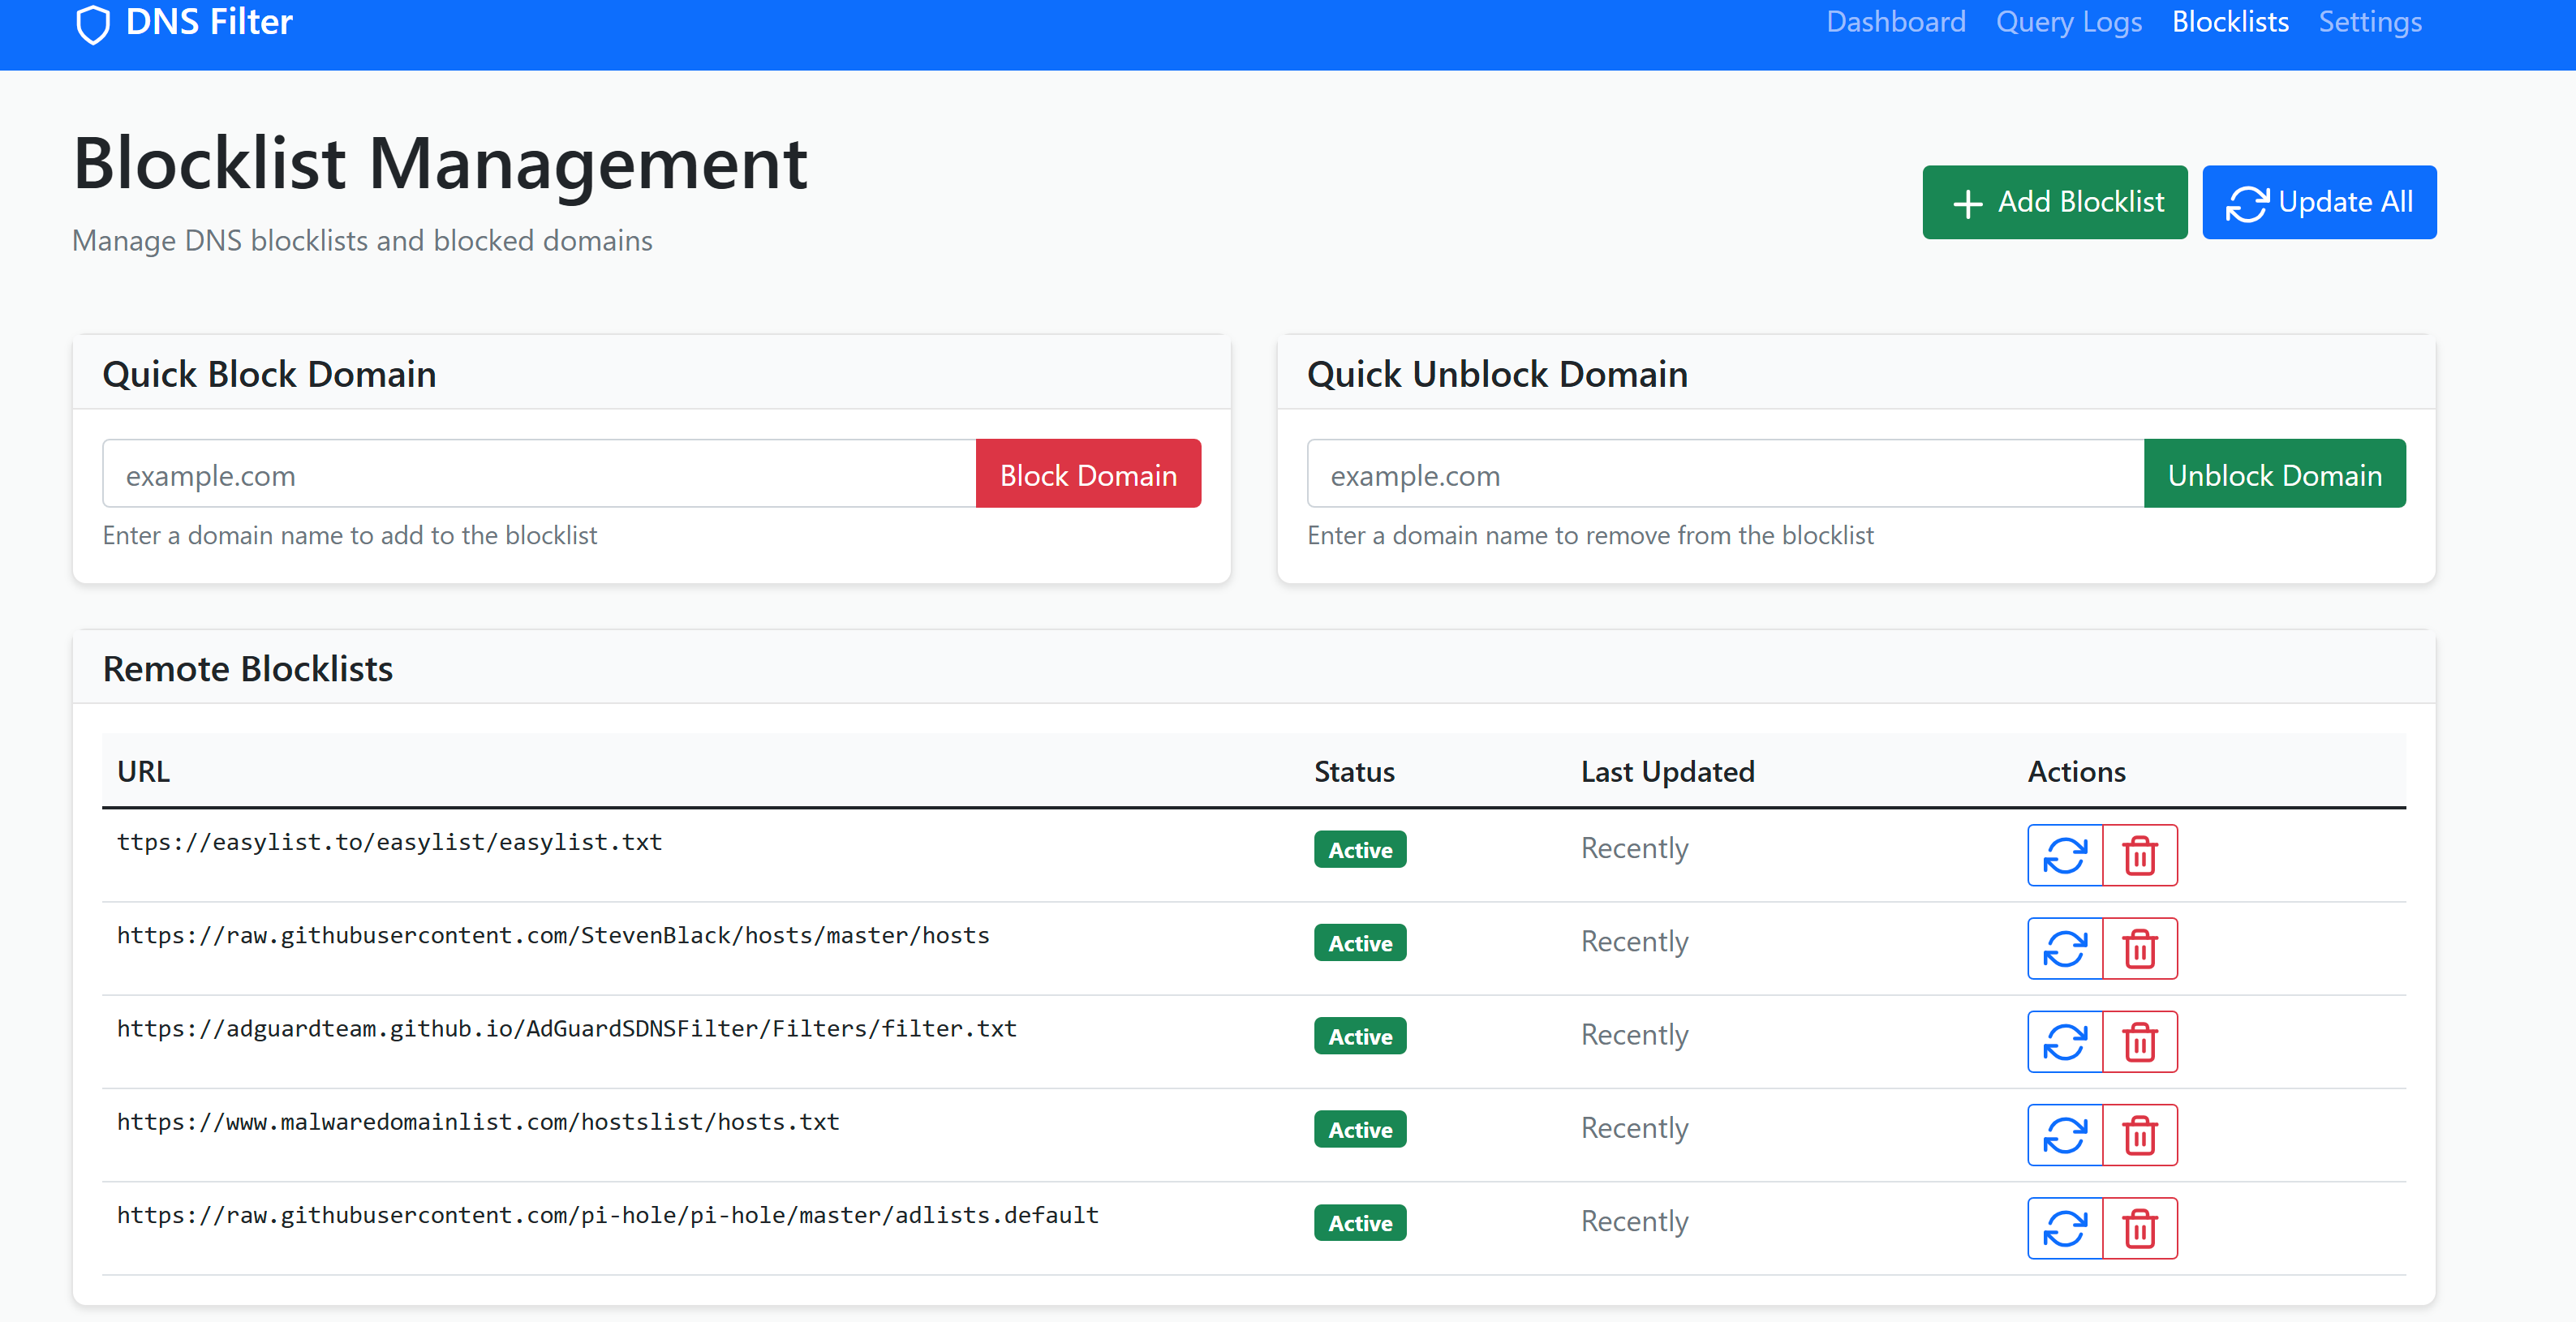 DNS Filter
Dashboard Query Logs Blocklists Settings
Blocklist Management
Manage DNS blocklists and blocked domains
Add Blocklist
Update All
Quick Block Domain
example.com
Block Domain
Enter a domain name to add to the blocklist
Quick Unblock Domain
example.com
Unblock Domain
Enter a domain name to remove from the blocklist
Remote Blocklists
URL Status Last Updated Actions
ttps://easylist.to/easylist/easylist.txt Active Recently
https://raw.githubusercontent.com/StevenBlack/hosts/master/hosts Active Recently
https://adguardteam.github.io/AdGuardSDNSFilter/Filters/filter.txt Active Recently
https://www.malwaredomainlist.com/hostslist/hosts.txt Active Recently
https://raw.githubusercontent.com/pi-hole/pi-hole/master/adlists.default Active Recently